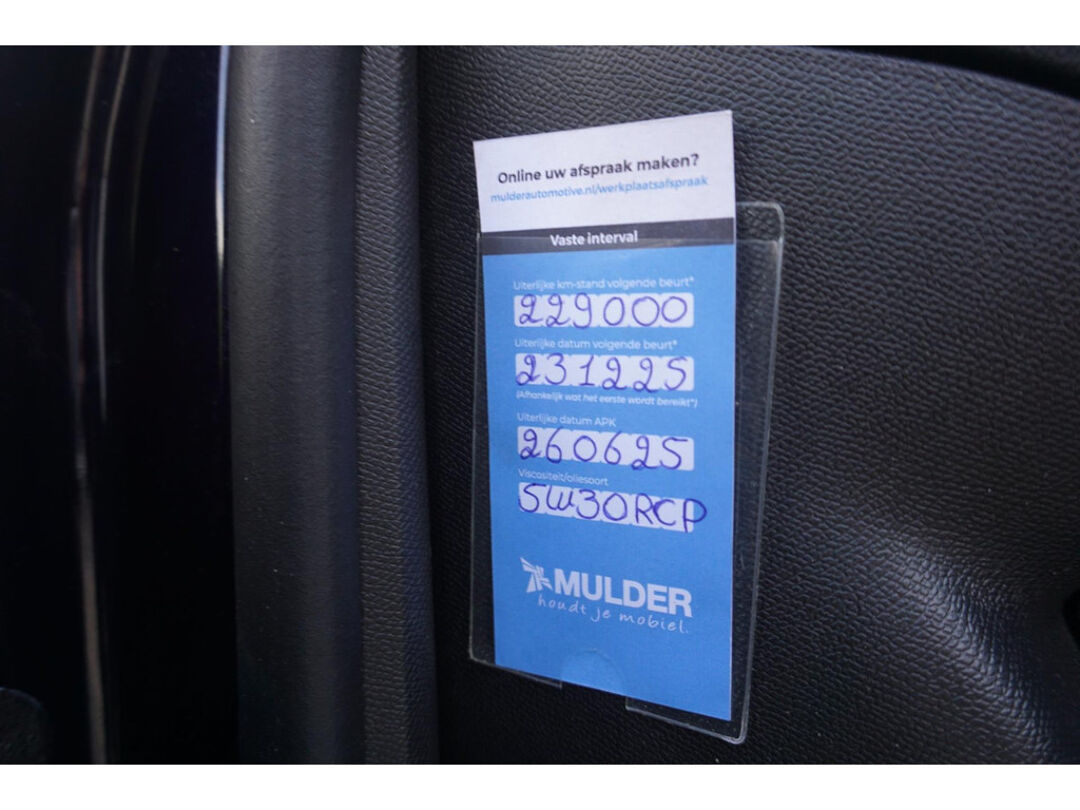 Online uw afspraak maken?
mulderautomotive.nl/werkplaatsafspraak
Vaste interval
Uiterlijke km-stand volgende beurt*
229000
Uiterlijke datum volgende beurt*
231225
(Afhankelijk wat het eerste wordt bereikt*)
Uiterlijke datum APK
260625
Viscositeit/oliesoort
5W30RCP
MULDER
houdt je mobiel.